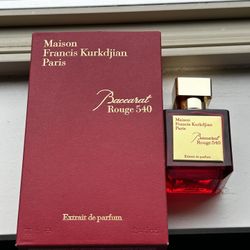 Maison
Francis Kurkdjian
Paris
Baccarat
Rouge 540
Extrait de parfum
Maison
Francis Kurkdjian
Paris
Baccarat
Rouge 540
Extrait de parfum